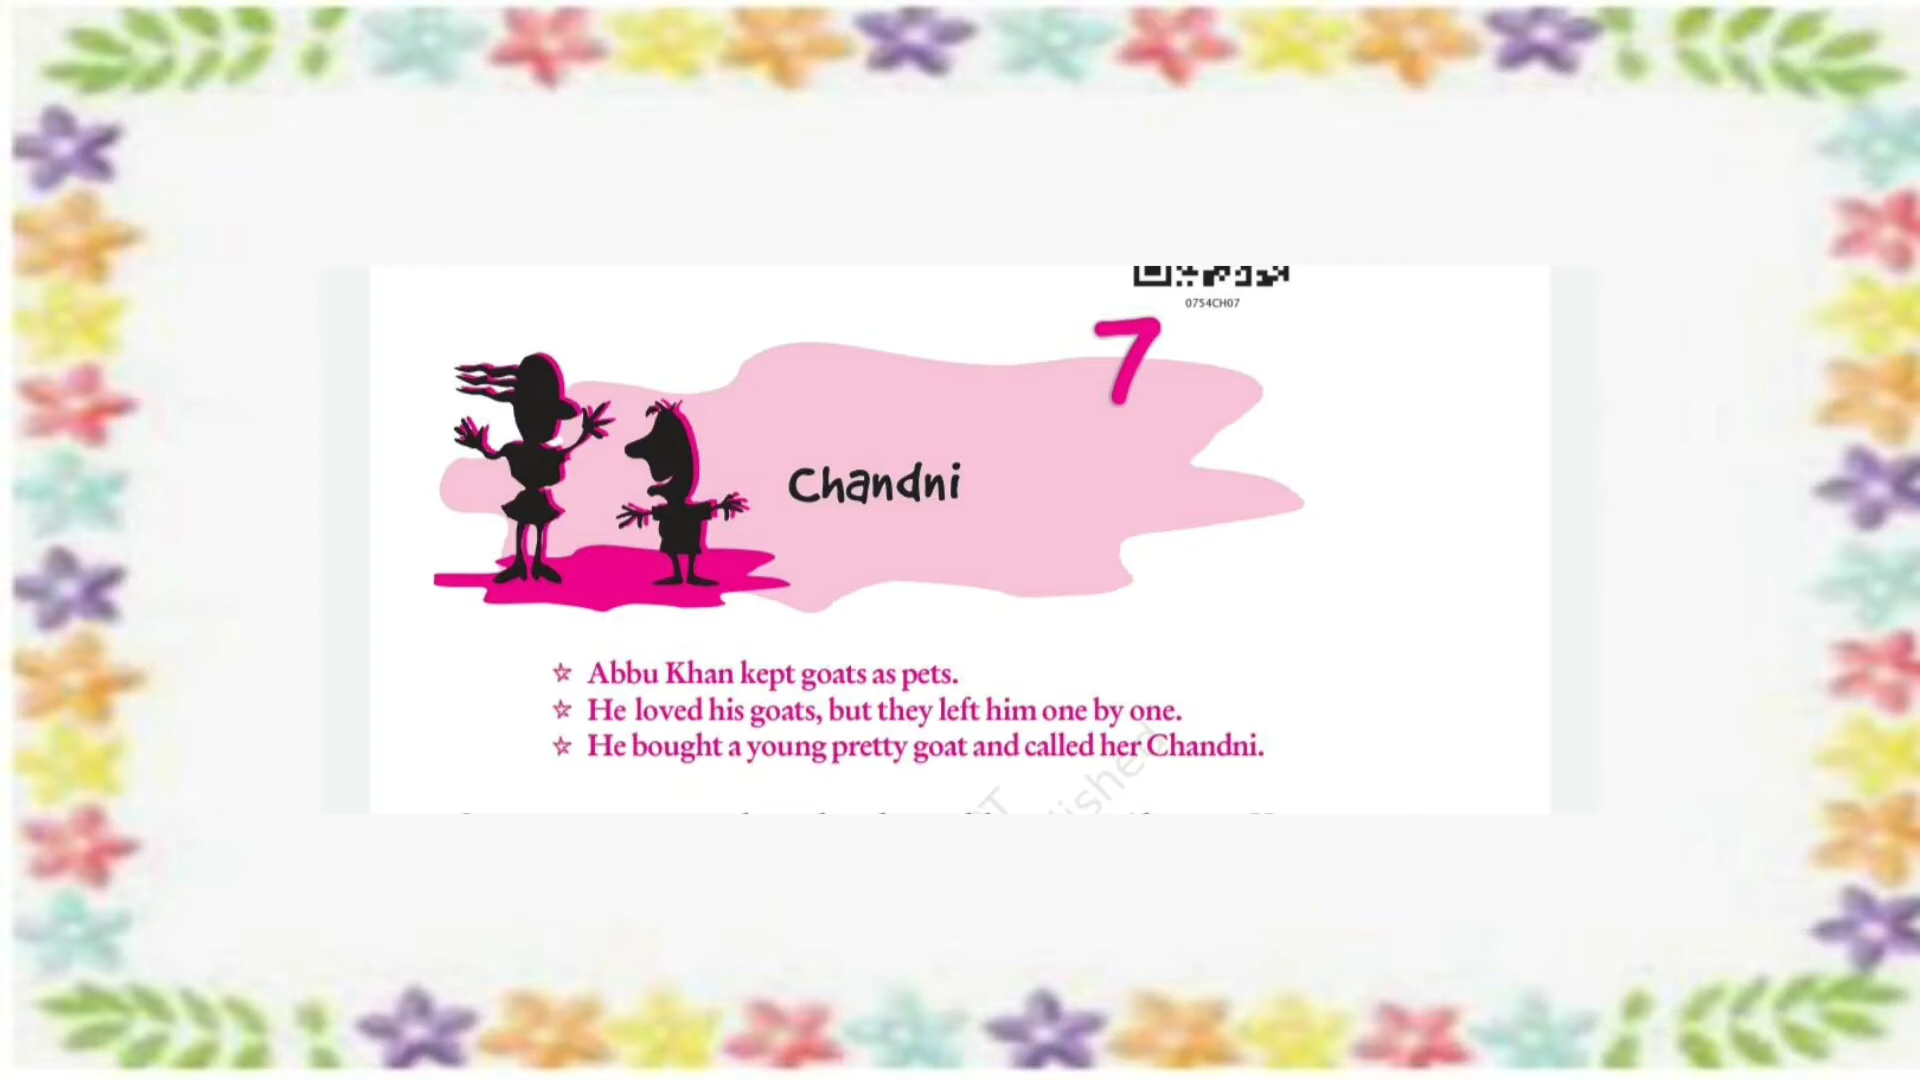 0754CH07
7
Chandni
☆ Abbu Khan kept goats as pets.
☆ He loved his goats, but they left him one by one.
☆ He bought a young pretty goat and called her Chandni.